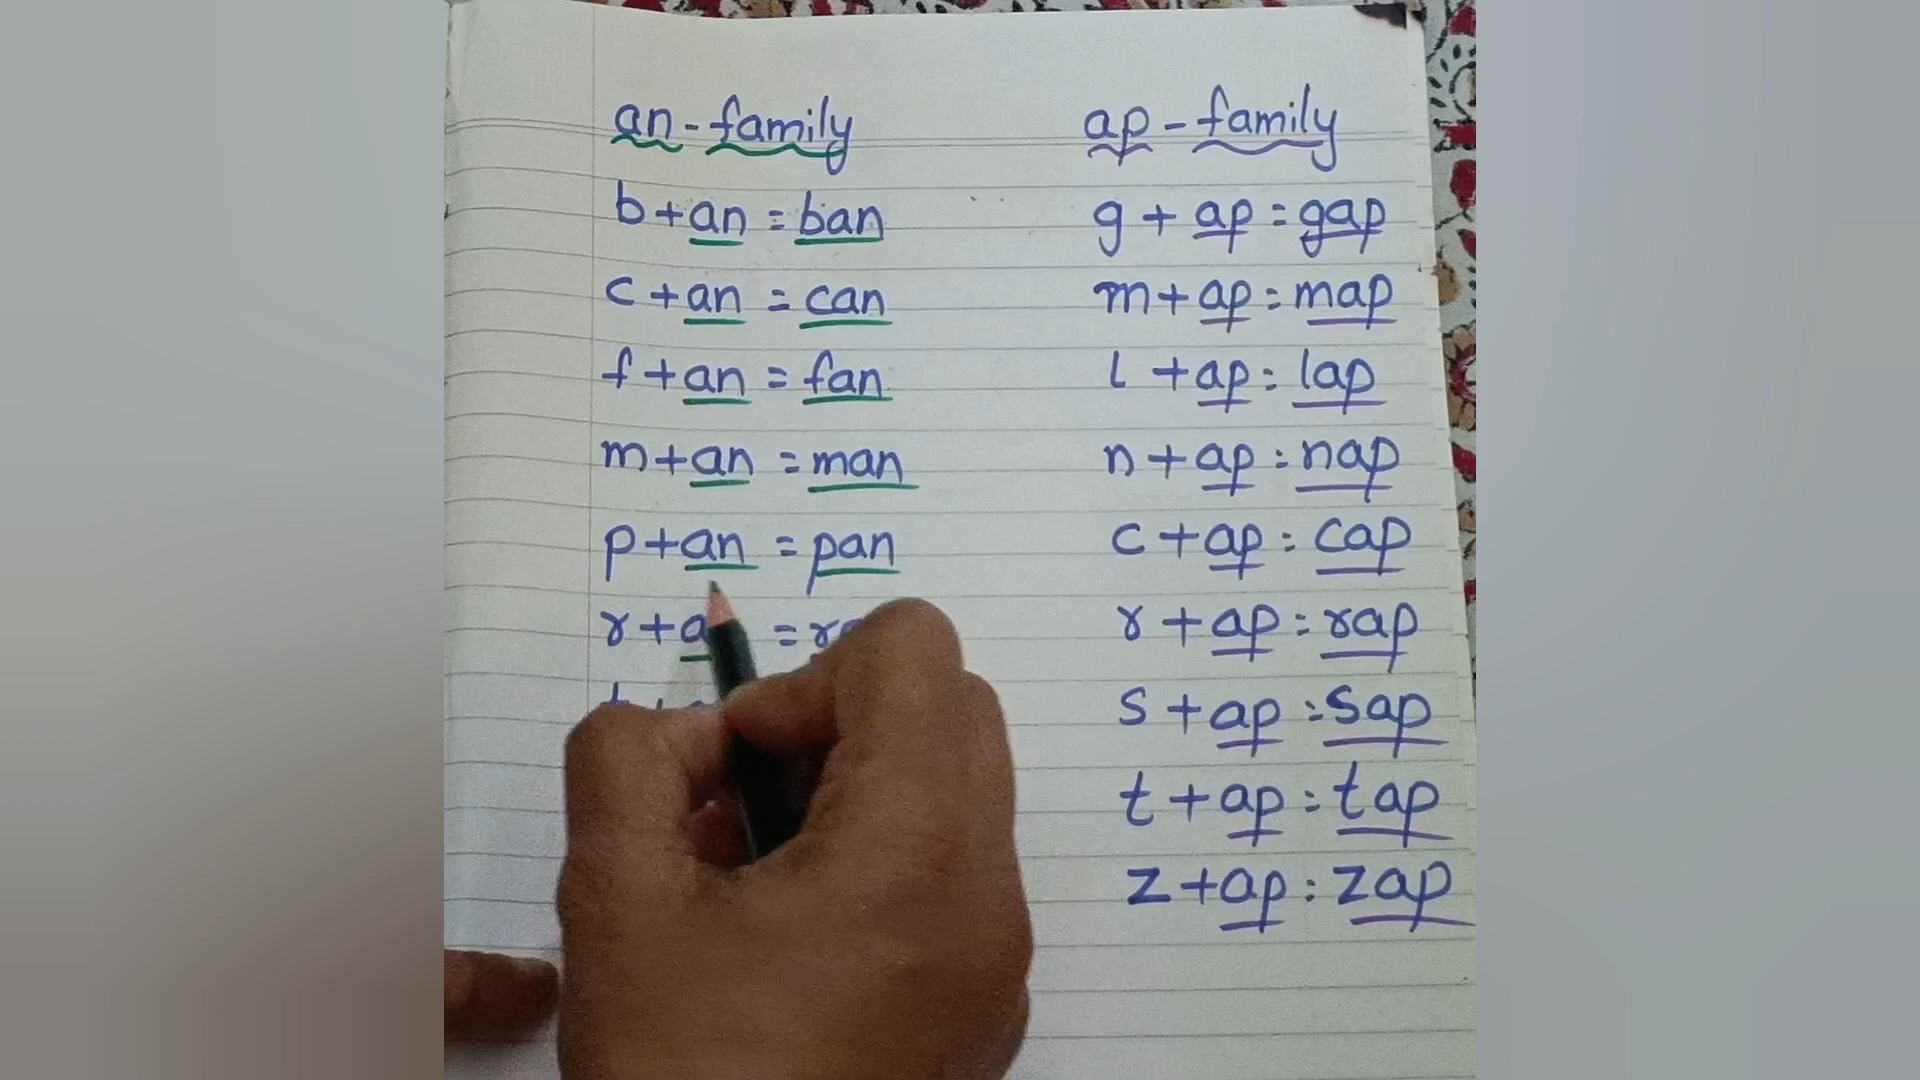 an-family
b+an=ban
c+an=can
f+an=fan
m+an=man
p+an=pan
r+a =
ap-family
g+ap=gap
m+ap=map
l+ap=lap
n+ap=nap
c+ap=cap
r+ap=rap
s+ap=sap
t+ap=tap
z+ap=zap